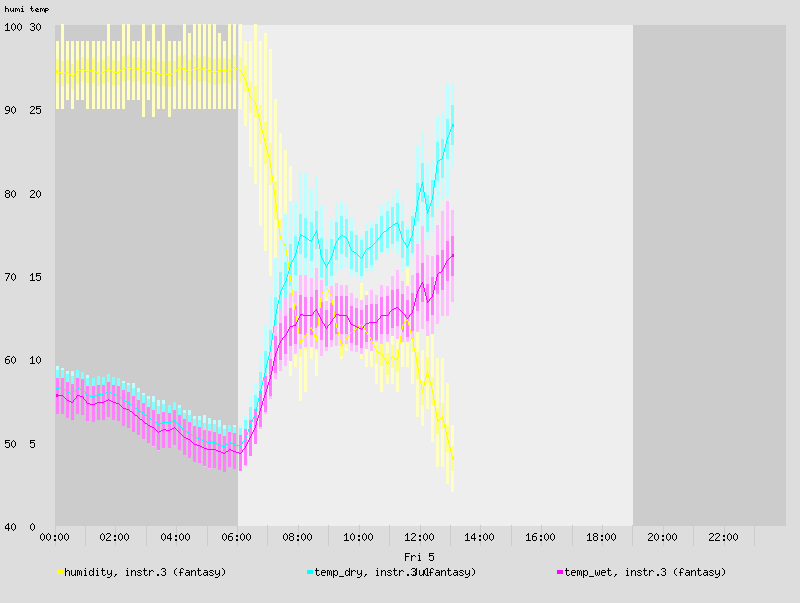 humi temp
100 30
90 25
80 20
70 15
60 10
50 5
40 0
00:00 02:00 04:00 06:00 08:00 10:00 12:00 14:00 16:00 18:00 20:00 22:00
Fri 5
Jul
humidity, instr.3 (fantasy) temp_dry, instr.3 (fantasy) temp_wet, instr.3 (fantasy)